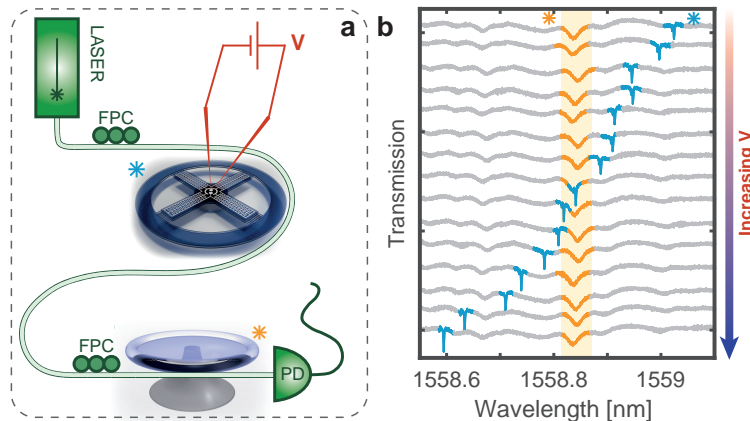 a
LASER
FPC
V
FPC
PD
b
Transmission
1558.6
1558.8
1559
Wavelength [nm]
Increasing V